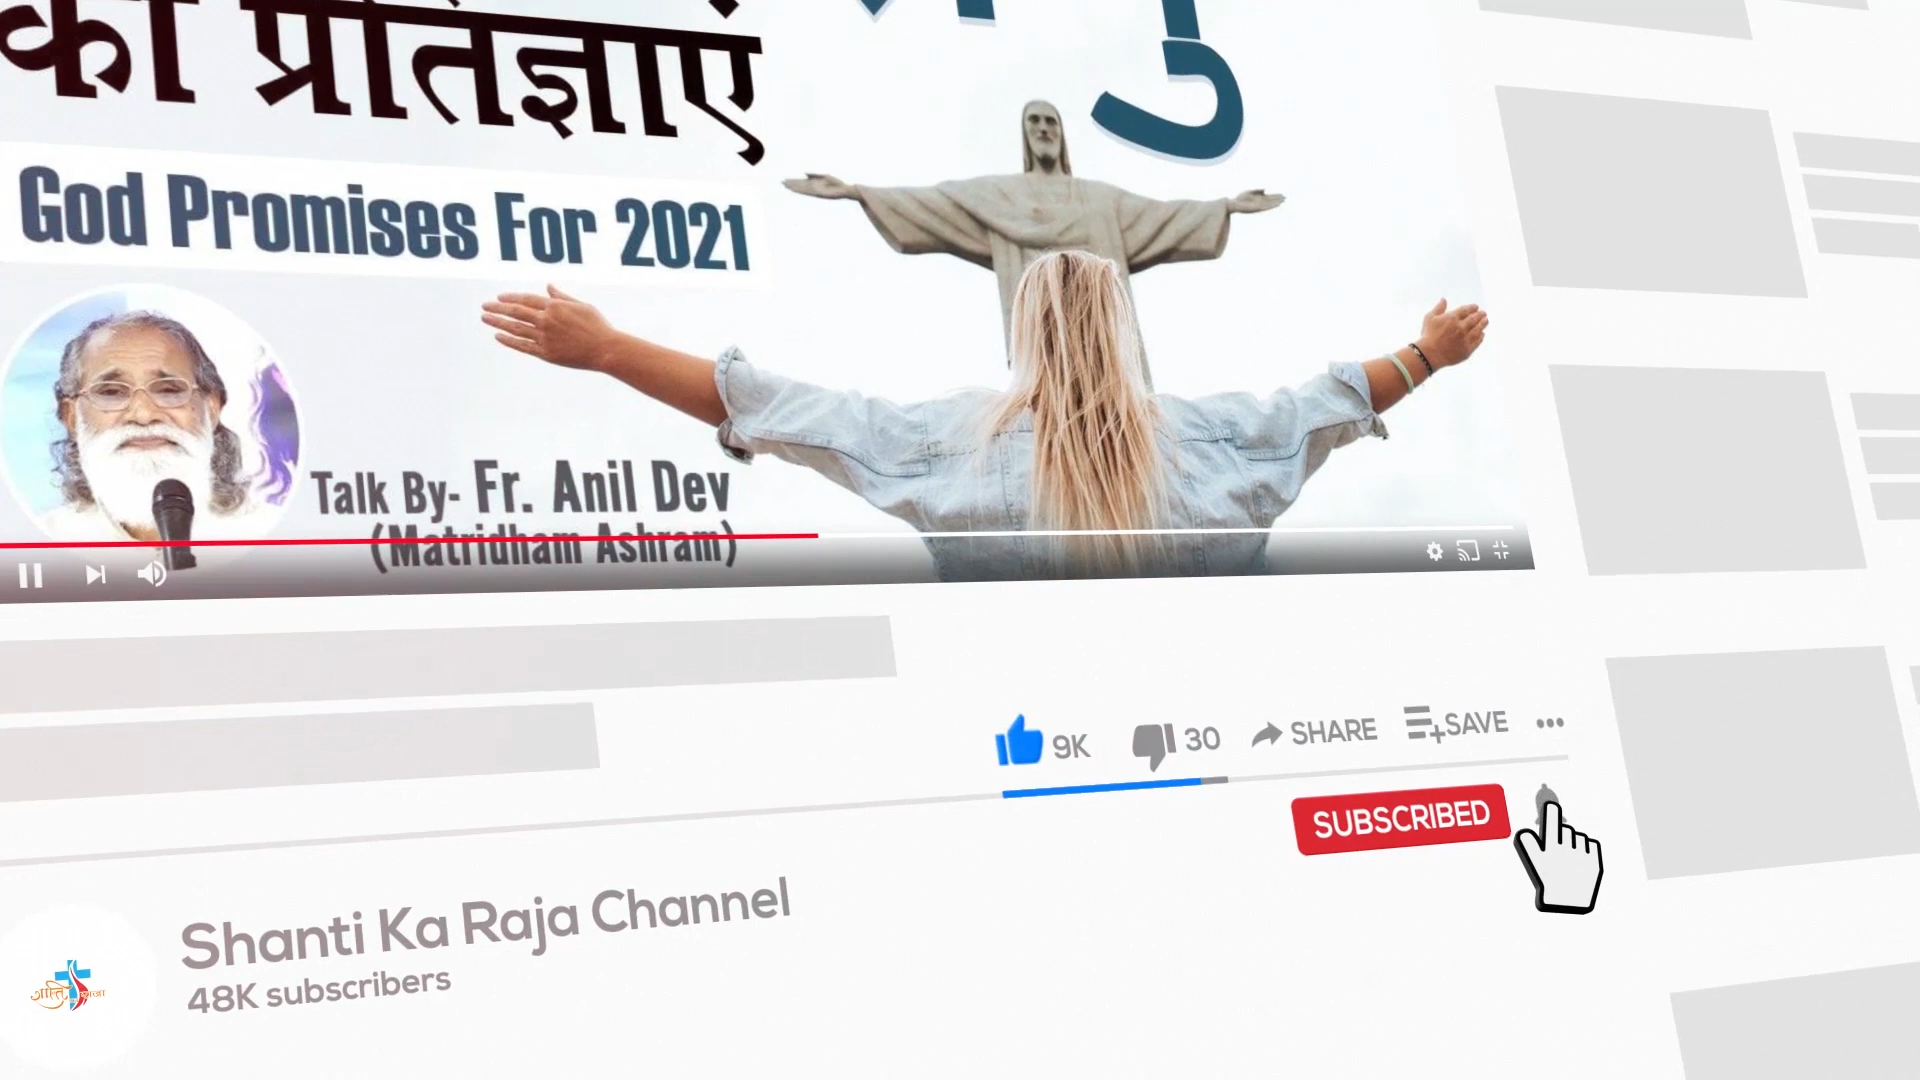 की प्रतिज्ञाएं
God Promises For 2021
Talk By- Fr. Anil Dev
(Matridham Ashram)
9K
30
SHARE
SAVE
SUBSCRIBED
Shanti Ka Raja Channel
48K subscribers
शान्ति